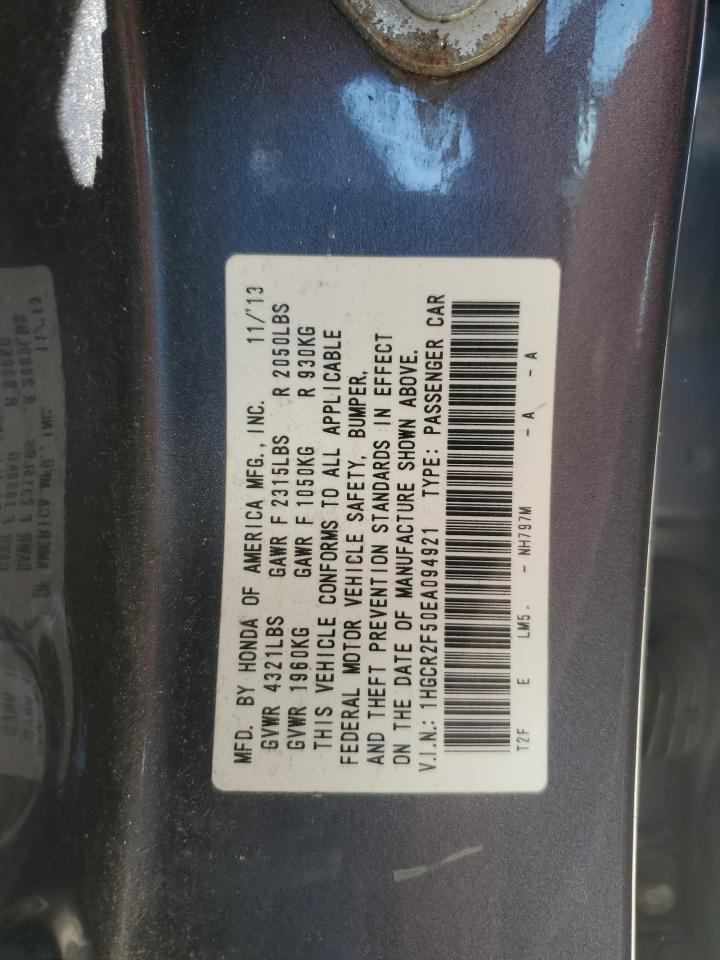 MFD. BY HONDA OF AMERICA MFG., INC. 11/'13
GVWR 4321LBS GAWR F 2315LBS R 2050LBS
GVWR 1960KG GAWR F 1050KG R 930KG
THIS VEHICLE CONFORMS TO ALL APPLICABLE
FEDERAL MOTOR VEHICLE SAFETY, BUMPER,
AND THEFT PREVENTION STANDARDS IN EFFECT
ON THE DATE OF MANUFACTURE SHOWN ABOVE.
V.I.N.: 1HGCR2F50EA094921 TYPE: PASSENGER CAR
T2F E LM5. - NH797M - A - A